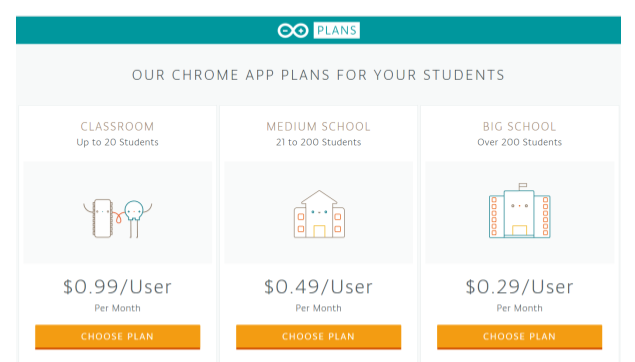 PLANS
OUR CHROME APP PLANS FOR YOUR STUDENTS
CLASSROOM
Up to 20 Students
$0.99/User
Per Month
CHOOSE PLAN
MEDIUM SCHOOL
21 to 200 Students
$0.49/User
Per Month
CHOOSE PLAN
BIG SCHOOL
Over 200 Students
$0.29/User
Per Month
CHOOSE PLAN